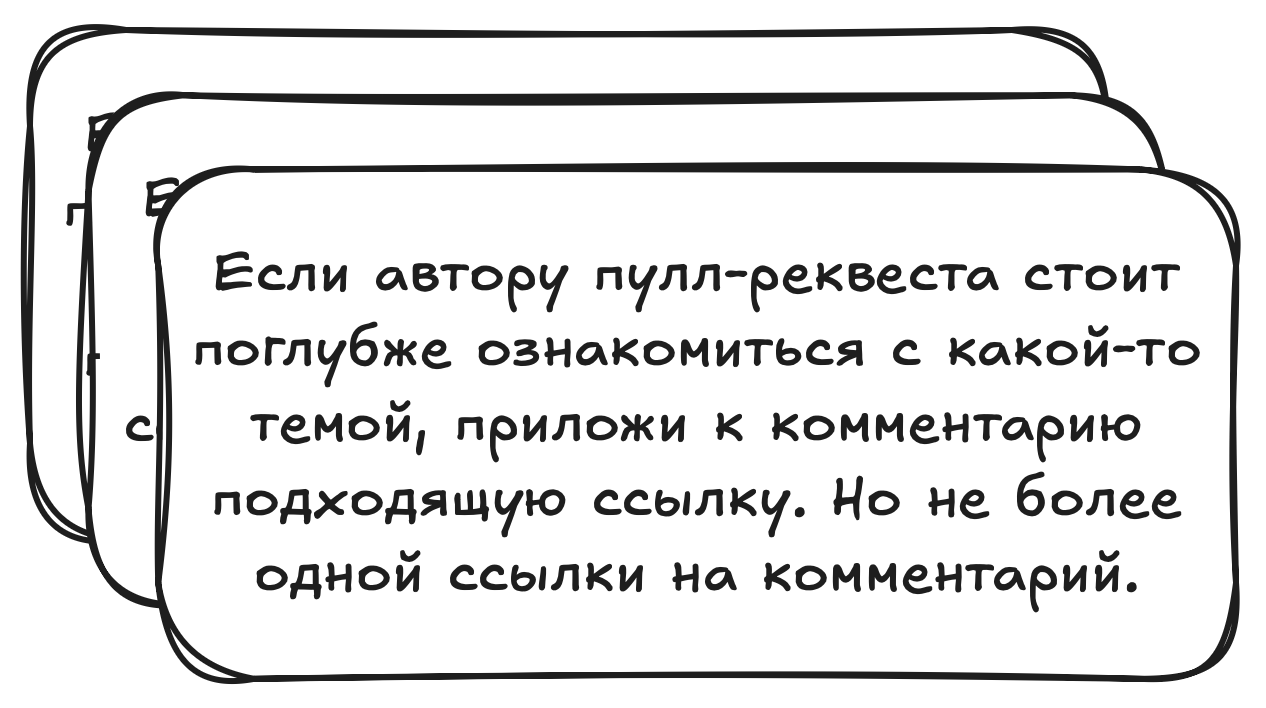 Если автору пулл-реквеста стоит
поглубже ознакомиться с какой-то
темой, приложи к комментарию
подходящую ссылку. Но не более
одной ссылки на комментарий.